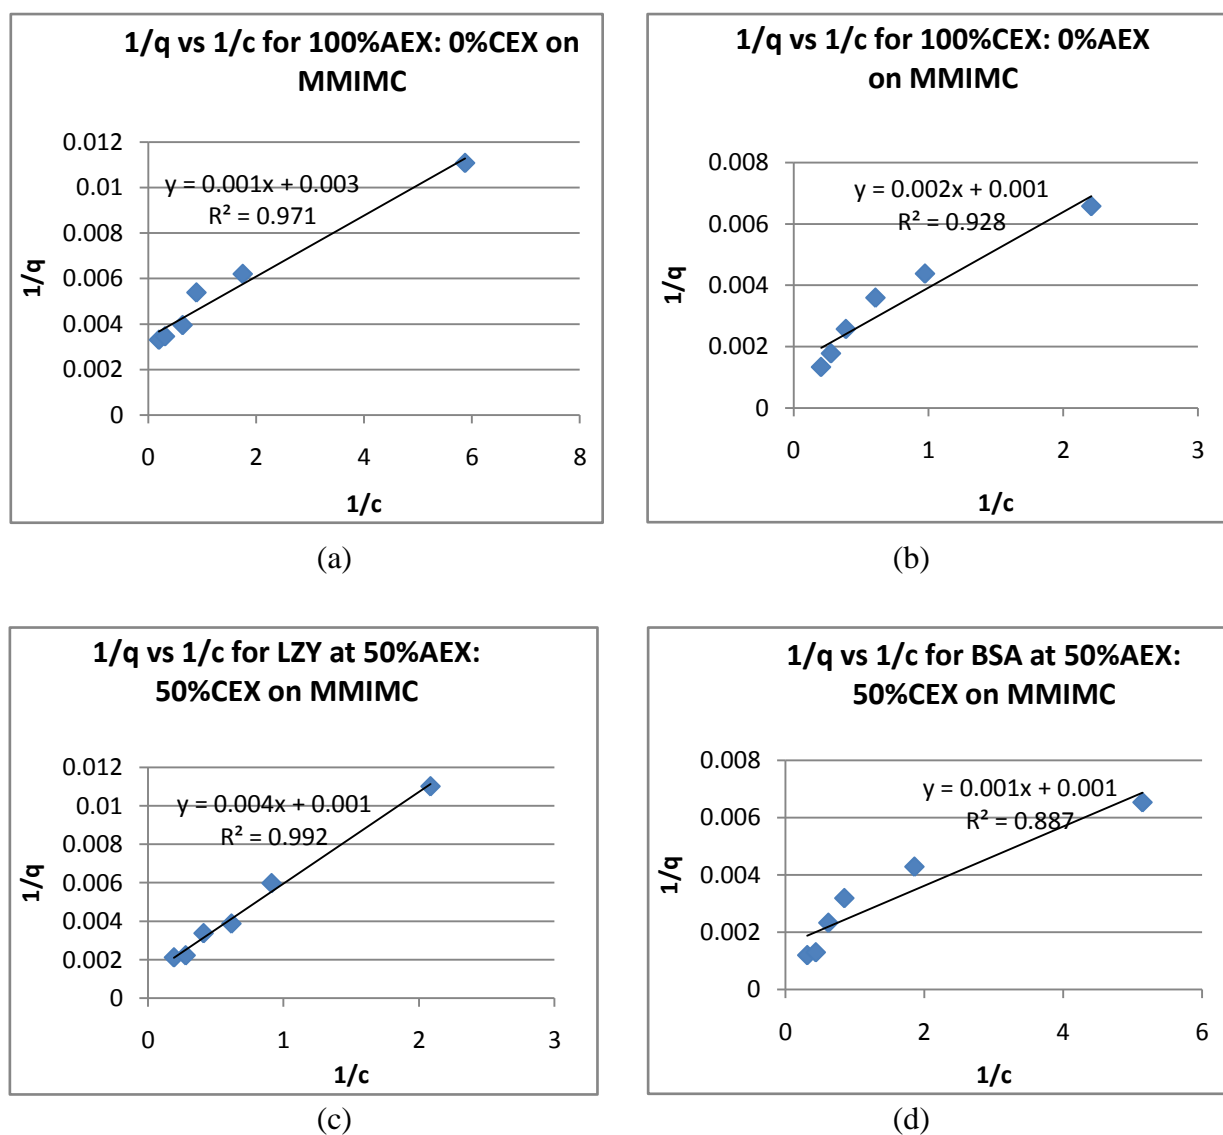 1/q vs 1/c for 100%AEX: 0%CEX on
MMIMC
0.012
0.01
0.008
0.006
0.004
0.002
0
y = 0.001x + 0.003
R² = 0.971
1/q
0
2
4
6
8
1/c
(a)
1/q vs 1/c for 100%CEX: 0%AEX
on MMIMC
0.008
0.006
0.004
0.002
0
y = 0.002x + 0.001
R² = 0.928
1/q
0
1
2
3
1/c
(b)
1/q vs 1/c for LZY at 50%AEX:
50%CEX on MMIMC
0.012
0.01
0.008
0.006
0.004
0.002
0
y = 0.004x + 0.001
R² = 0.992
1/q
0
1
2
3
1/c
(c)
1/q vs 1/c for BSA at 50%AEX:
50%CEX on MMIMC
0.008
0.006
0.004
0.002
0
y = 0.001x + 0.001
R² = 0.887
1/q
0
2
4
6
1/c
(d)